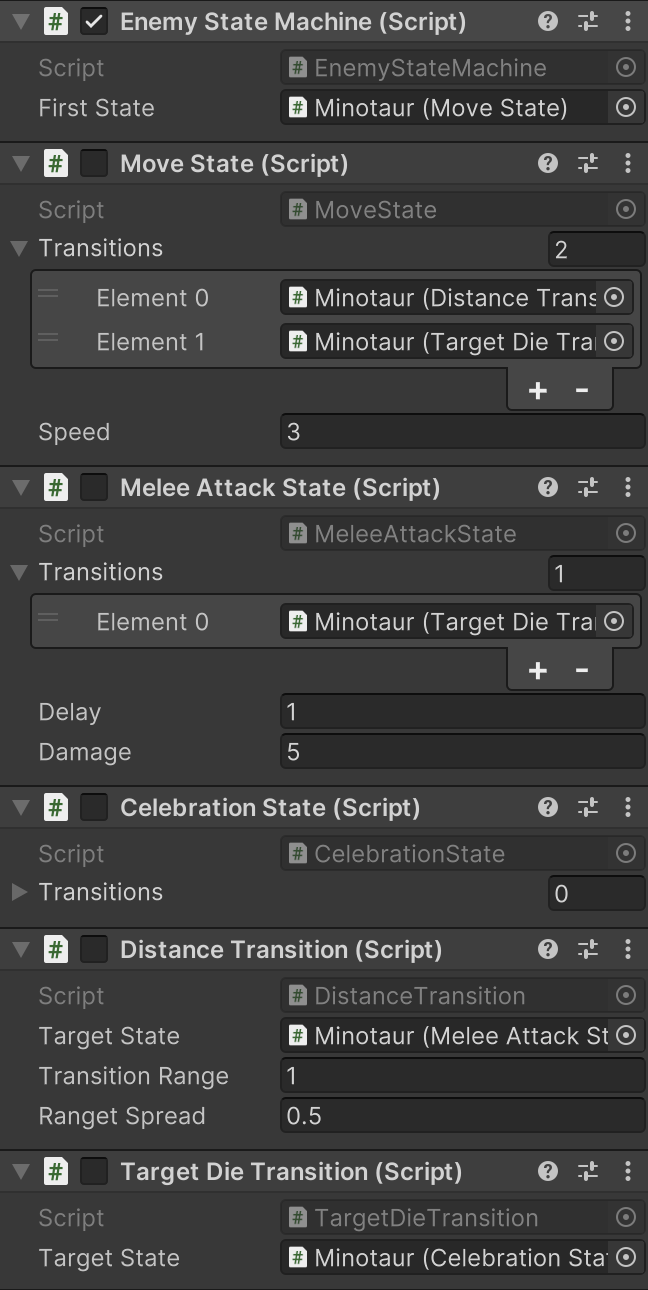 Enemy State Machine (Script)
Script EnemyStateMachine
First State Minotaur (Move State)
Move State (Script)
Script MoveState
Transitions 2
Element 0 Minotaur (Distance Trans
Element 1 Minotaur (Target Die Tra
+ -
Speed 3
Melee Attack State (Script)
Script MeleeAttackState
Transitions 1
Element 0 Minotaur (Target Die Tra
+ -
Delay 1
Damage 5
Celebration State (Script)
Script CelebrationState
Transitions 0
Distance Transition (Script)
Script DistanceTransition
Target State Minotaur (Melee Attack St
Transition Range 1
Ranget Spread 0.5
Target Die Transition (Script)
Script TargetDieTransition
Target State Minotaur (Celebration Sta